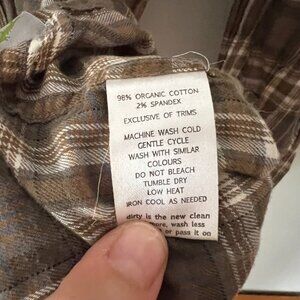 98% ORGANIC COTTON
2% SPANDEX
EXCLUSIVE OF TRIMS
MACHINE WASH COLD
GENTLE CYCLE
WASH WITH SIMILAR
COLOURS
DO NOT BLEACH
TUMBLE DRY
LOW HEAT
IRON COOL AS NEEDED
dirty is the new clean
wash less
or pass it on